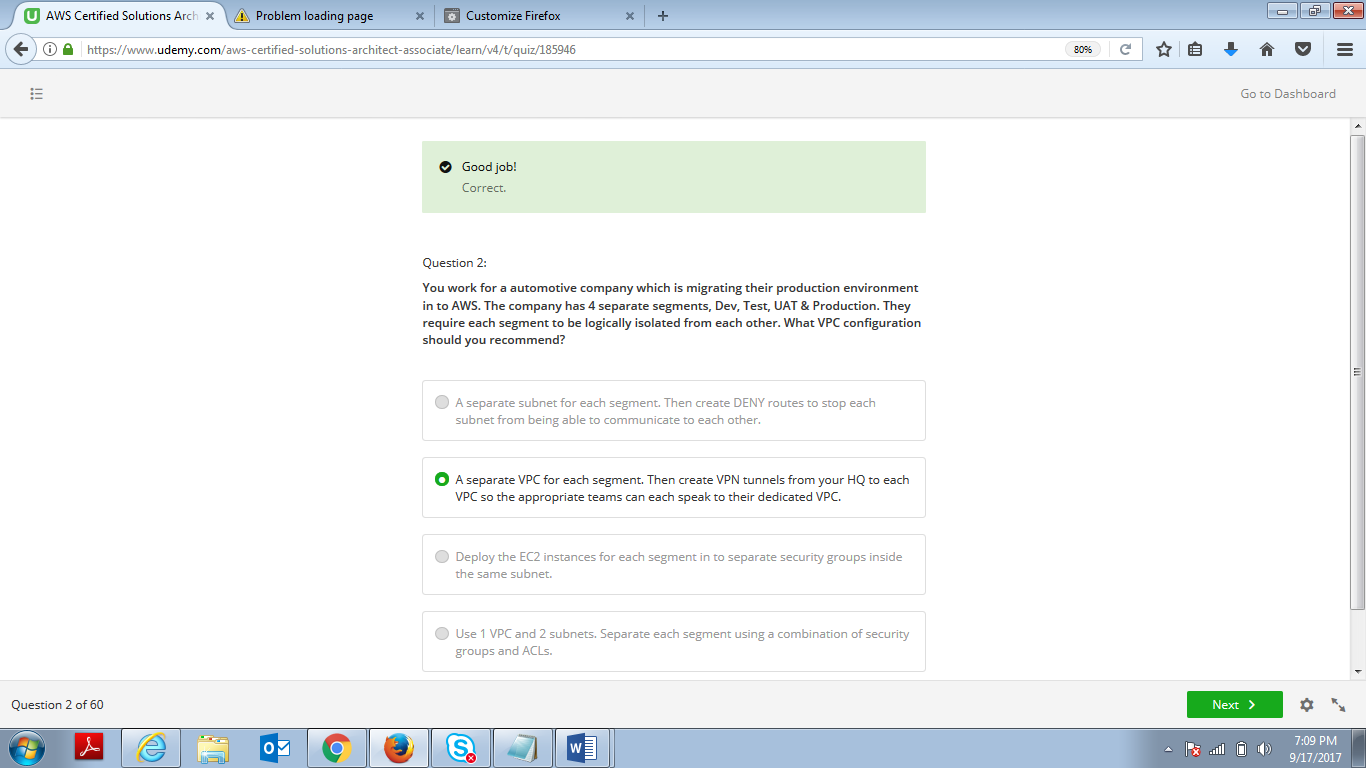 AWS Certified Solutions Arch
Problem loading page
Customize Firefox
https://www.udemy.com/aws-certified-solutions-architect-associate/learn/v4/t/quiz/185946
80%
Go to Dashboard
Good job!
Correct.
Question 2:
You work for a automotive company which is migrating their production environment
in to AWS. The company has 4 separate segments, Dev, Test, UAT & Production. They
require each segment to be logically isolated from each other. What VPC configuration
should you recommend?
A separate subnet for each segment. Then create DENY routes to stop each
subnet from being able to communicate to each other.
A separate VPC for each segment. Then create VPN tunnels from your HQ to each
VPC so the appropriate teams can each speak to their dedicated VPC.
Deploy the EC2 instances for each segment in to separate security groups inside
the same subnet.
Use 1 VPC and 2 subnets. Separate each segment using a combination of security
groups and ACLs.
Question 2 of 60
Next
7:09 PM
9/17/2017